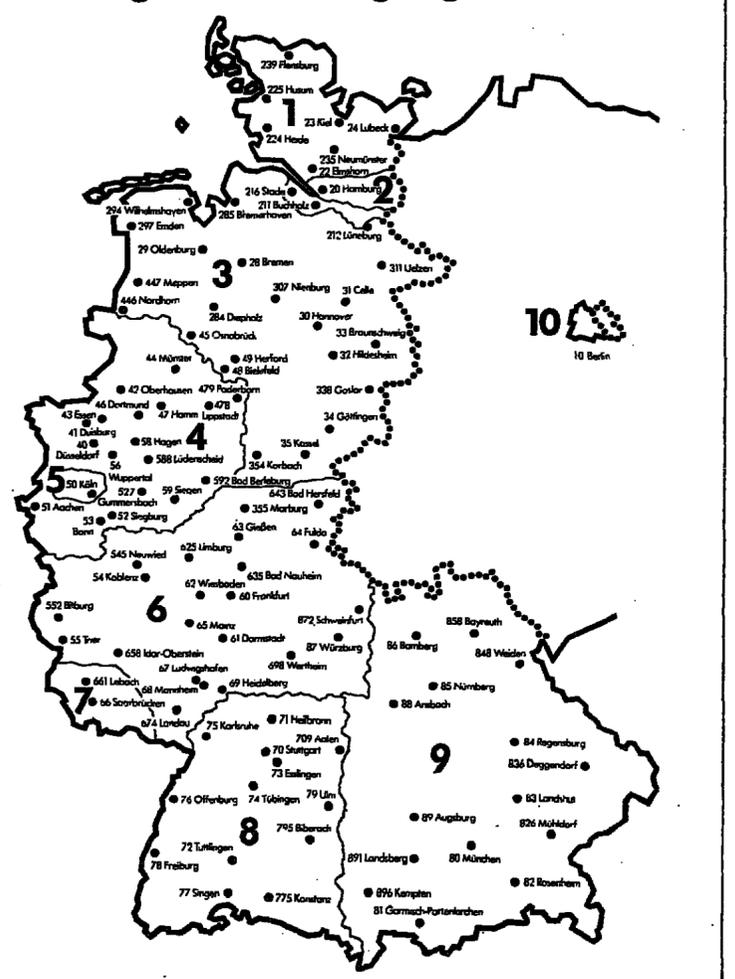 239 Flensburg
225 Husum
1
23 Kiel
24 Lubeck
224 Heide
235 Neumünster
22 Elmshorn
216 Stade
20 Hamburg
2
294 Wilhelmshaven
285 Bremerhaven
211 Buchholz
297 Emden
212 Lüneburg
29 Oldenburg
28 Bremen
311 Uelzen
3
447 Meppen
307 Nienburg
31 Celle
446 Nordhorn
284 Diepholz
30 Hannover
10
45 Osnabrück
33 Braunschweig
10 Berlin
44 Münster
49 Herford
32 Hildesheim
48 Bielefeld
42 Oberhausen
479 Paderborn
338 Goslar
46 Dortmund
478
43 Essen
47 Hamm
Lippstadt
34 Göttingen
41 Duisburg
4
40
58 Hagen
35 Kassel
Düsseldorf
588 Lüdenscheid
56
354 Korbach
5
Wuppertal
592 Bad Berleburg
50 Köln
527
59 Siegen
643 Bad Hersfeld
Gummersbach
51 Aachen
355 Marburg
53
52 Siegburg
Bonn
63 Gießen
64 Fulda
545 Neuwied
625 Limburg
54 Koblenz
635 Bad Nauheim
62 Wiesbaden
552 Bitburg
6
60 Frankfurt
872 Schweinfurt
858 Bayreuth
65 Mainz
55 Trier
61 Darmstadt
87 Würzburg
86 Bamberg
658 Idar-Oberstein
698 Wertheim
848 Weiden
67 Ludwigshafen
661 Lebach
68 Mannheim
69 Heidelberg
85 Nürnberg
7
66 Saarbrücken
88 Ansbach
674 Landau
75 Karlsruhe
71 Heilbronn
709 Aalen
84 Regensburg
70 Stuttgart
9
836 Deggendorf
73 Esslingen
76 Offenburg
74 Tübingen
79 Ulm
83 Landshut
8
89 Augsburg
826 Mühldorf
795 Biberach
72 Tuttlingen
78 Freiburg
891 Landsberg
80 München
77 Singen
775 Konstanz
896 Kempten
82 Rosenheim
81 Garmisch-Partenkirchen